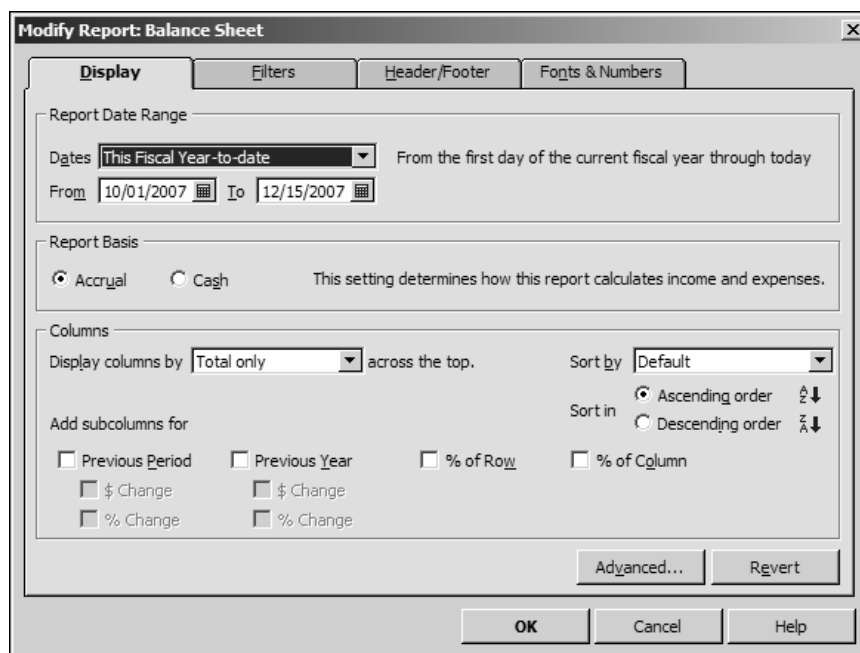 Modify Report: Balance Sheet
Display Filters Header/Footer Fonts & Numbers
Report Date Range
Dates This Fiscal Year-to-date From the first day of the current fiscal year through today
From 10/01/2007 To 12/15/2007
Report Basis
Accrual Cash This setting determines how this report calculates income and expenses.
Columns
Display columns by Total only across the top. Sort by Default
Sort in Ascending order
Descending order
Add subcolumns for
Previous Period Previous Year % of Row % of Column
$ Change $ Change
% Change % Change
Advanced... Revert
OK Cancel Help